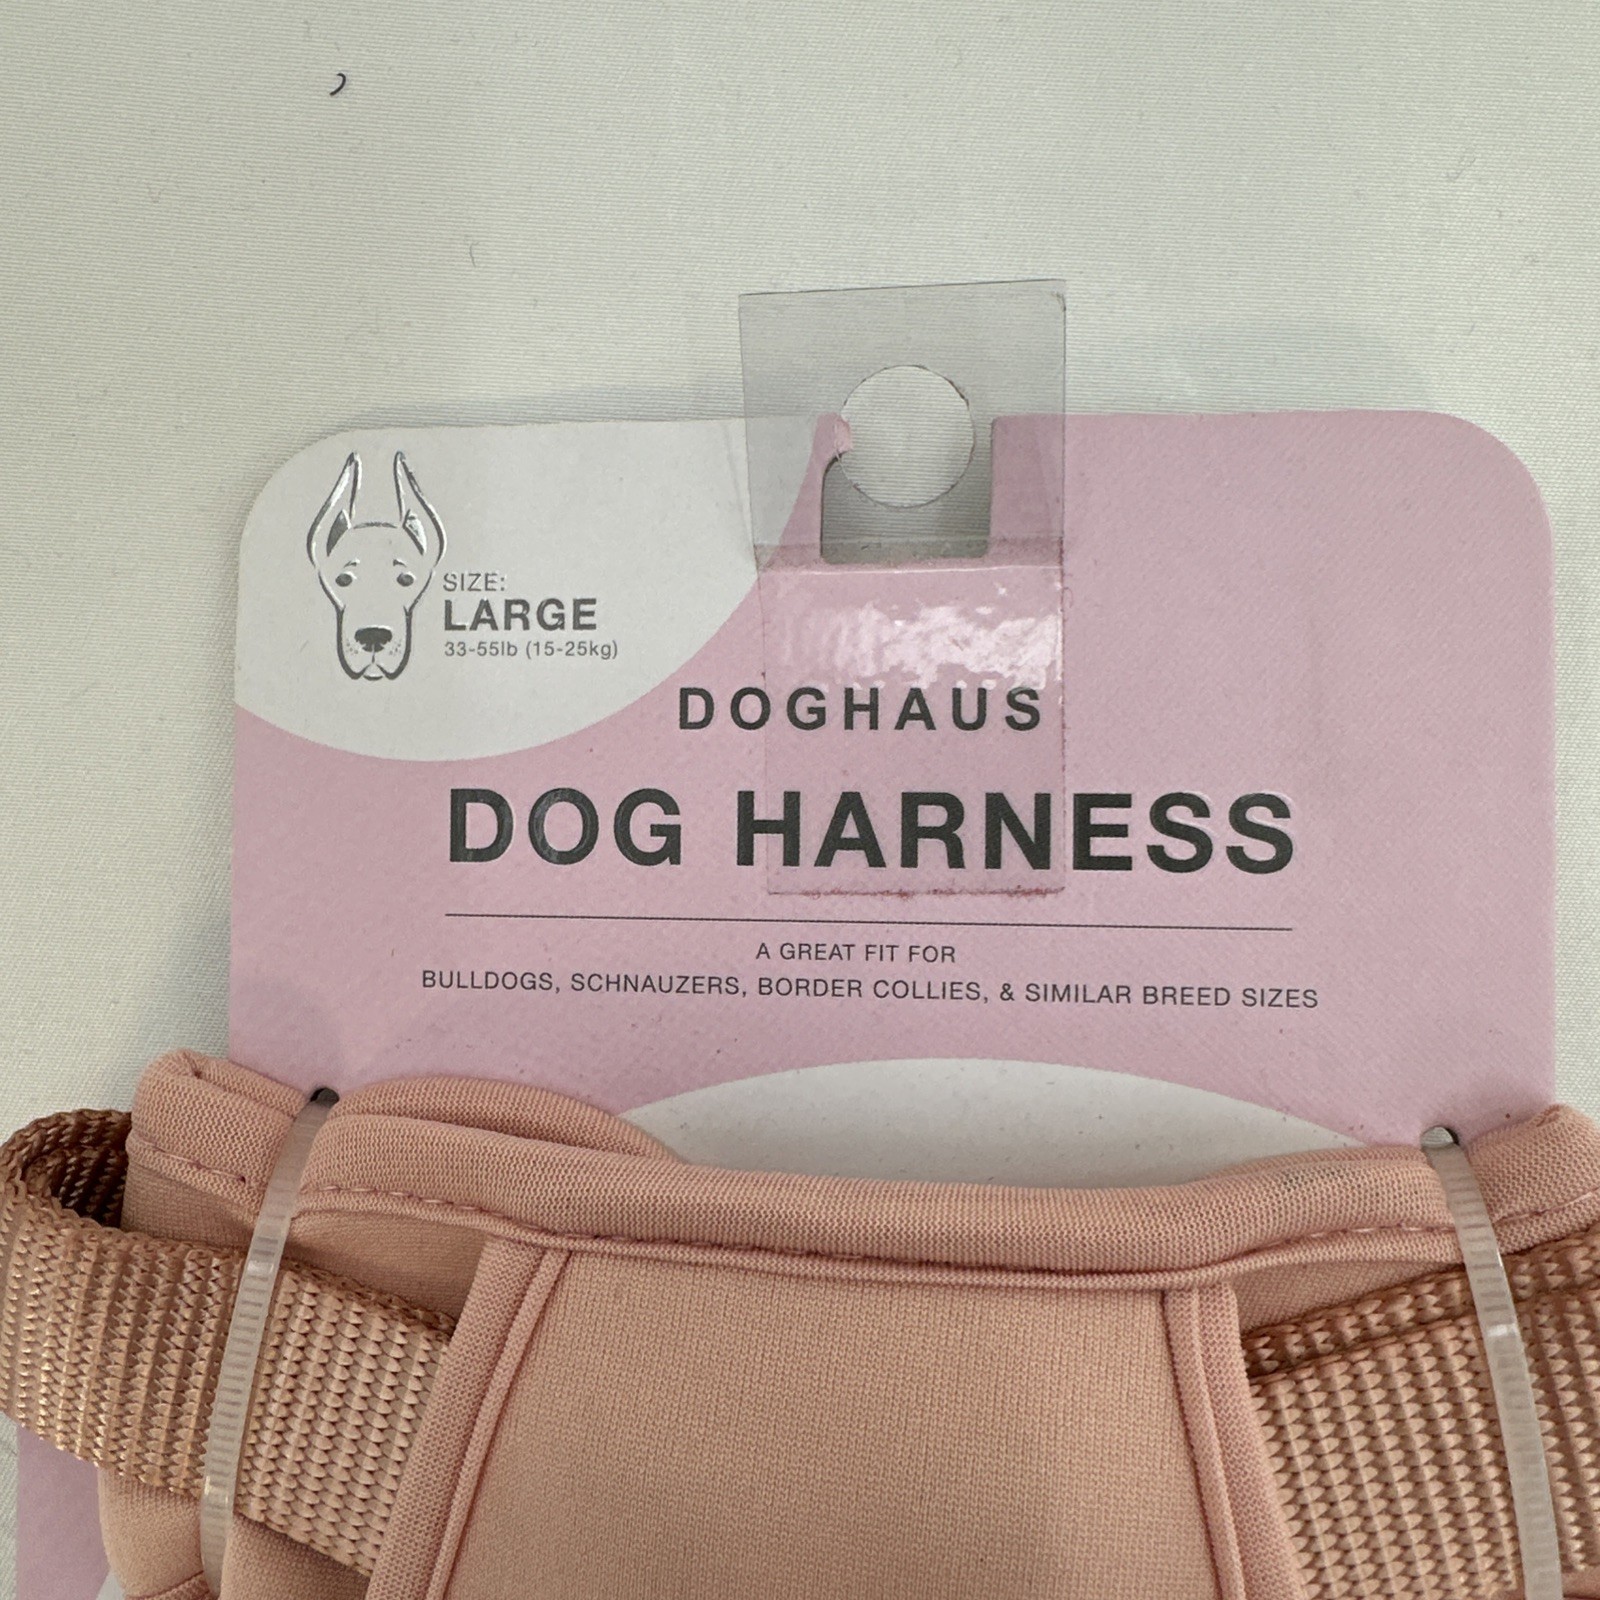 SIZE:
LARGE
33-55lb (15-25kg)
DOGHAUS
DOG HARNESS
A GREAT FIT FOR
BULLDOGS, SCHNAUZERS, BORDER COLLIES, & SIMILAR BREED SIZES